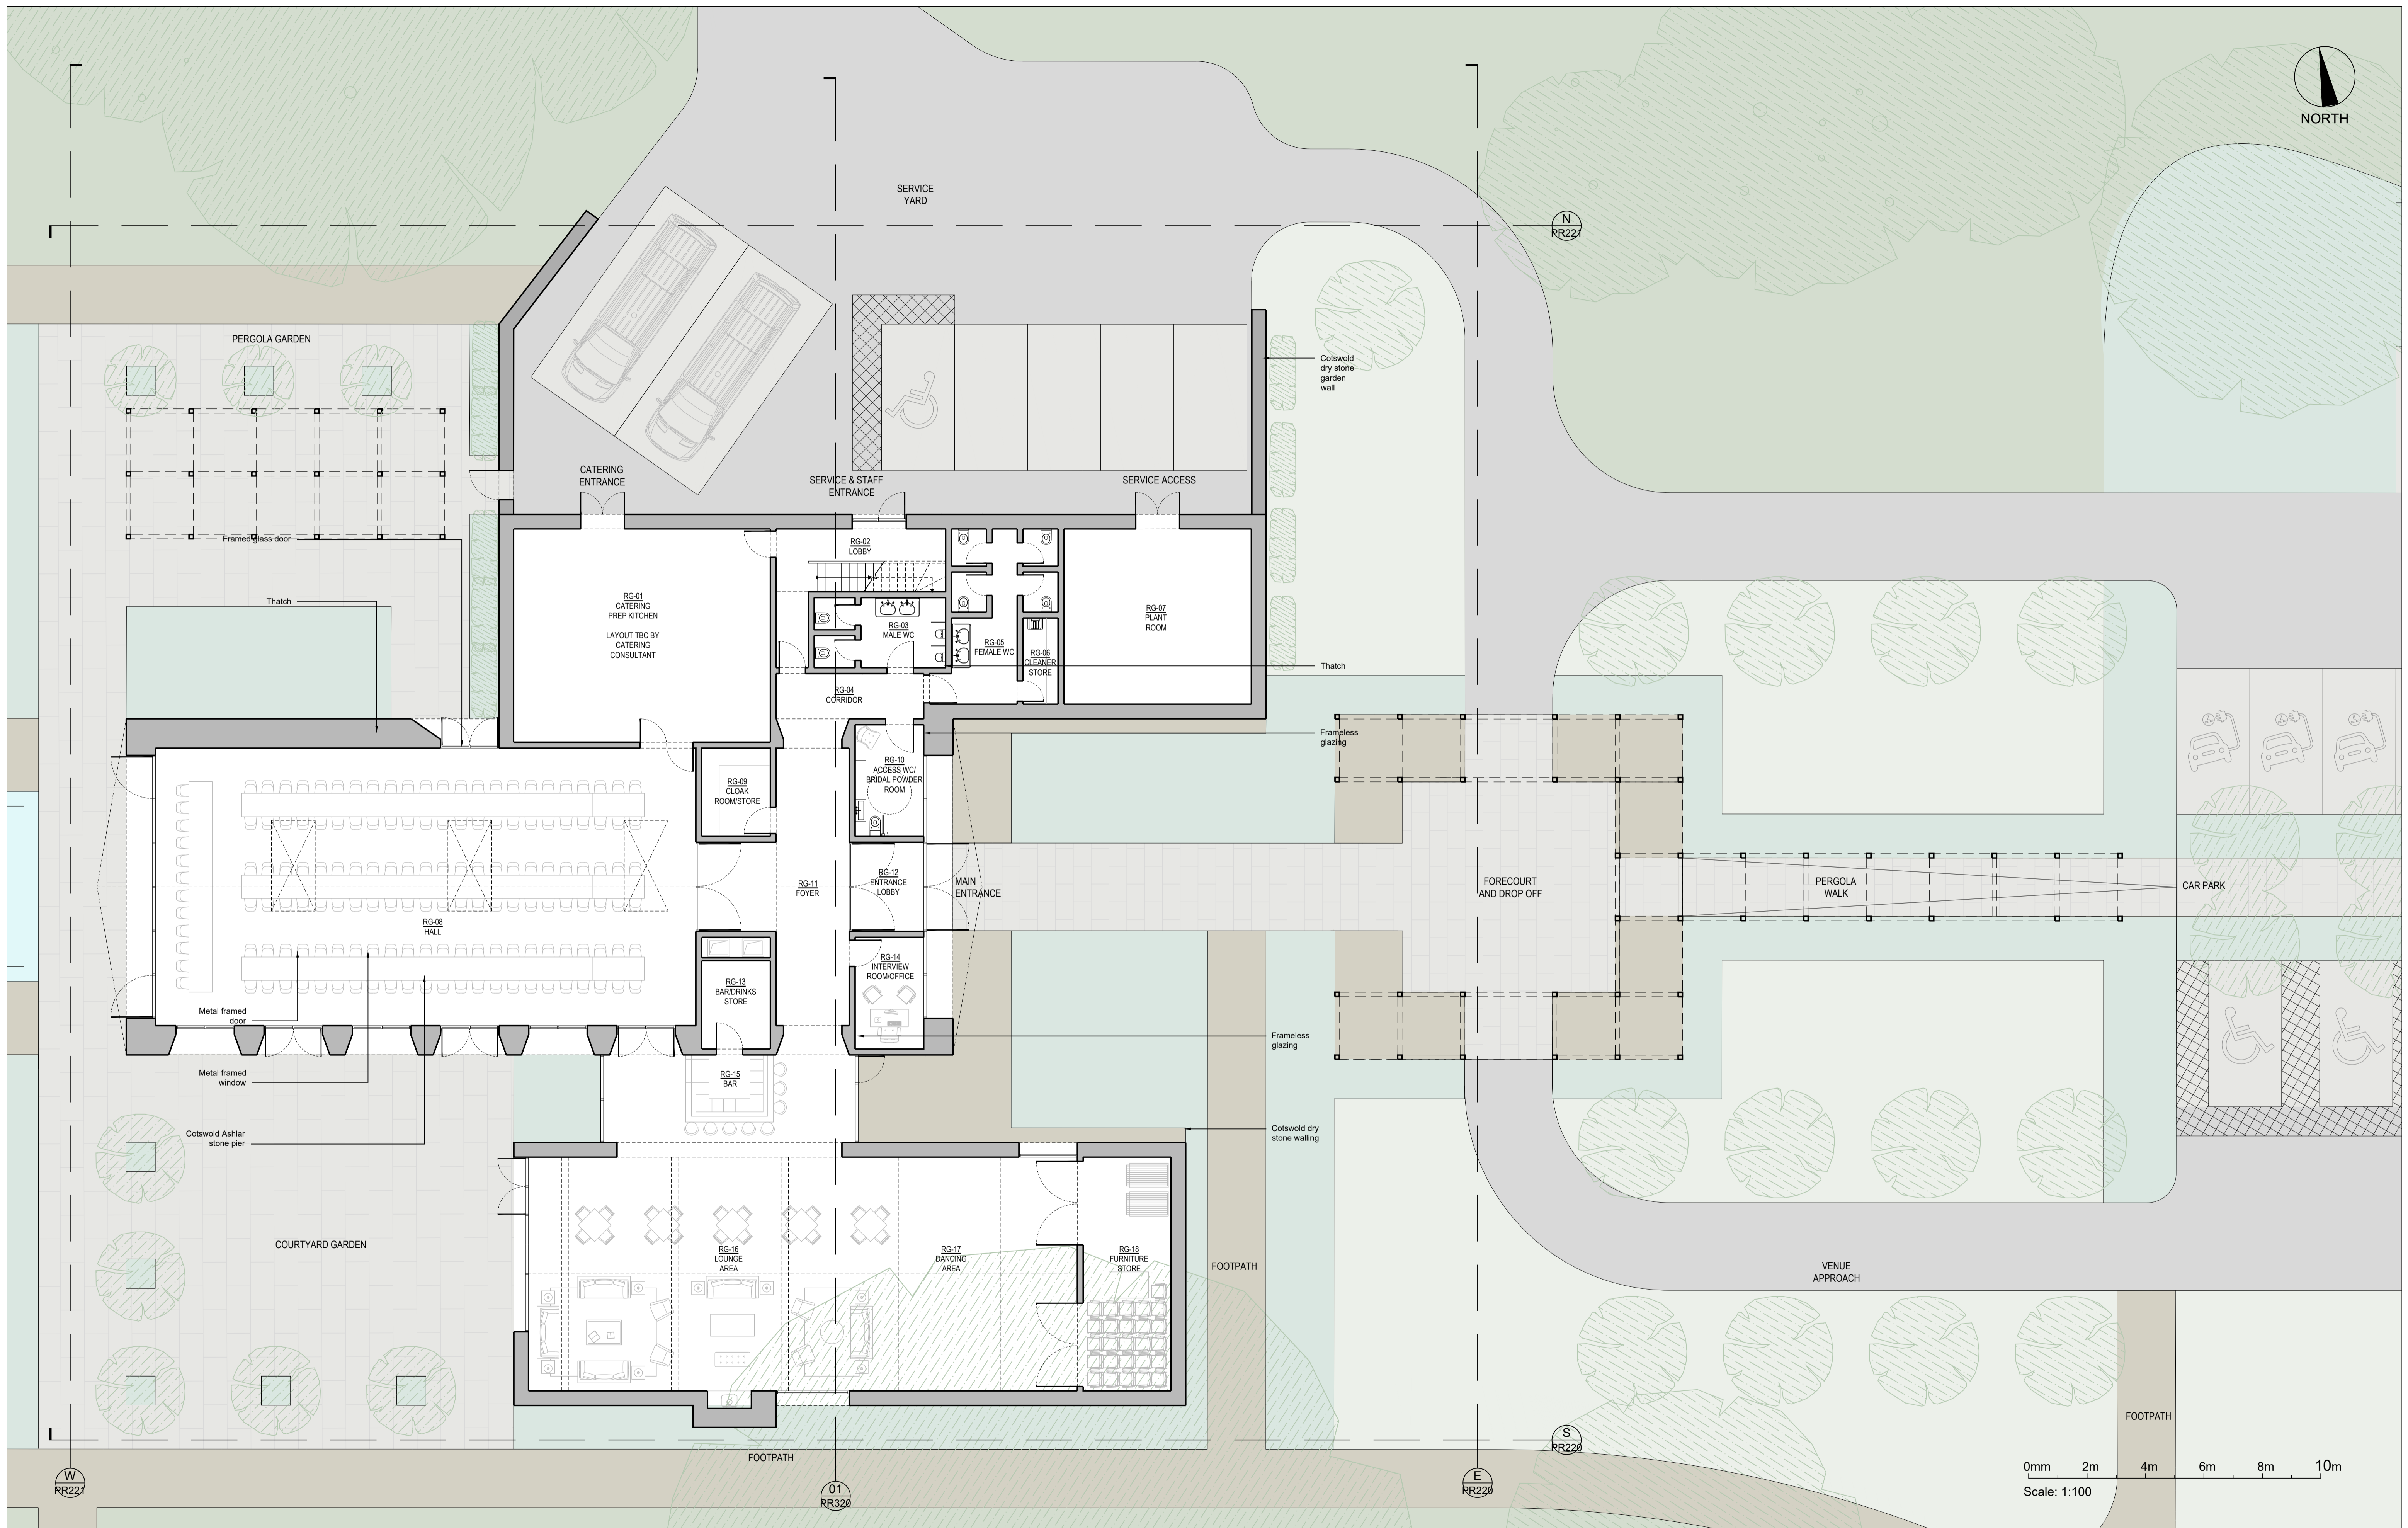 NORTH
SERVICE
YARD
N
PR221
PERGOLA GARDEN
Cotswold
dry stone
garden
wall
CATERING
ENTRANCE
SERVICE & STAFF
ENTRANCE
SERVICE ACCESS
Framed glass door
RG-02
LOBBY
Thatch
RG-01
CATERING
PREP KITCHEN
LAYOUT TBC BY
CATERING
CONSULTANT
RG-03
MALE WC
RG-05
FEMALE WC
RG-06
CLEANER
STORE
RG-07
PLANT
ROOM
Thatch
RG-04
CORRIDOR
Frameless
glazing
RG-09
CLOAK
ROOM/STORE
RG-10
ACCESS WC/
BRIDAL POWDER
ROOM
RG-11
FOYER
RG-12
ENTRANCE
LOBBY
MAIN
ENTRANCE
FORECOURT
AND DROP OFF
PERGOLA
WALK
CAR PARK
RG-08
HALL
RG-14
INTERVIEW
ROOM/OFFICE
RG-13
BAR/DRINKS
STORE
Metal framed
door
Frameless
glazing
Metal framed
window
RG-15
BAR
Cotswold Ashlar
stone pier
Cotswold dry
stone walling
COURTYARD GARDEN
RG-16
LOUNGE
AREA
RG-17
DANCING
AREA
RG-18
FURNITURE
STORE
FOOTPATH
VENUE
APPROACH
FOOTPATH
S
PR220
FOOTPATH
W
PR221
01
PR320
E
PR220
0mm 2m 4m 6m 8m 10m
Scale: 1:100